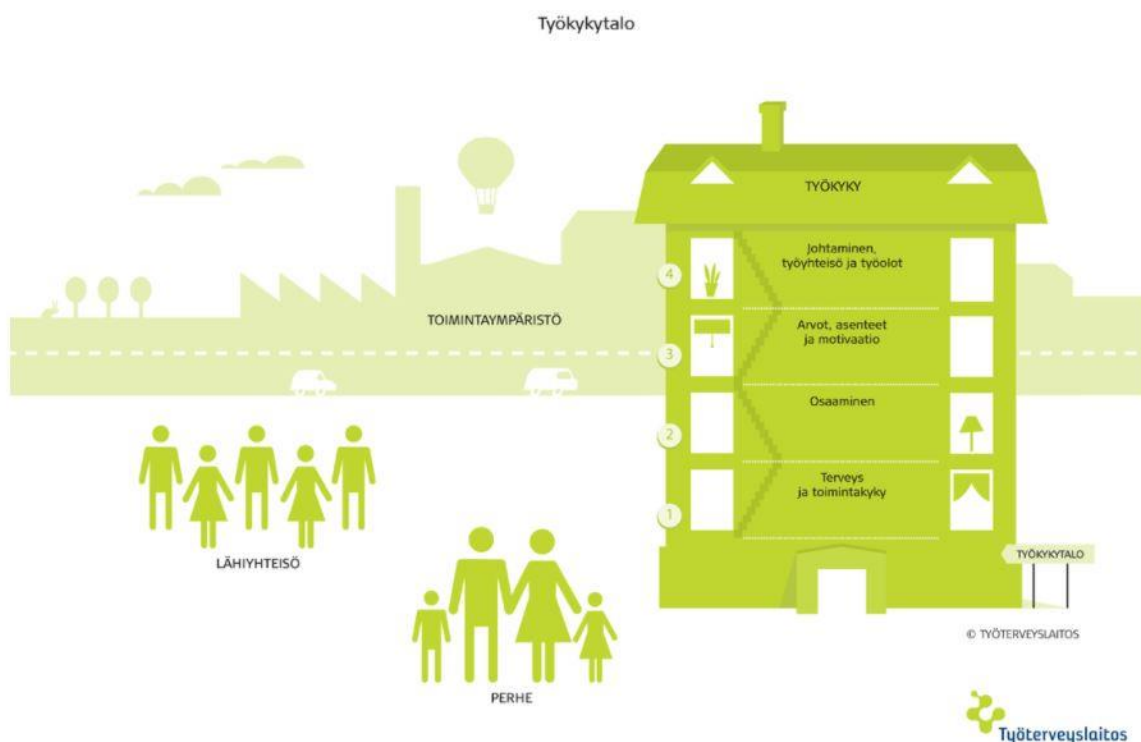 Työkykytalo
TYÖKYKY
4
Johtaminen,
työyhteisö ja työolot
3
Arvot, asenteet
ja motivaatio
2
Osaaminen
1
Terveys
ja toimintakyky
TOIMINTAYMPÄRISTÖ
LÄHIYHTEISÖ
PERHE
TYÖKYKYTALO
© TYÖTERVEYSLAITOS
Työterveyslaitos